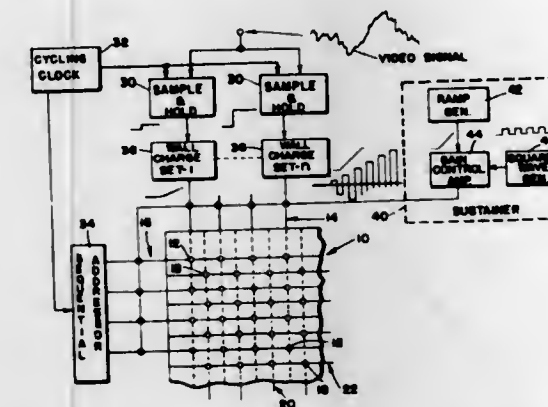 32
CYCLING
CLOCK
VIDEO SIGNAL
30
30
SAMPLE
&
HOLD
SAMPLE
&
HOLD
RAMP
GEN.
42
36
WALL
CHARGE
SET-1
36
WALL
CHARGE
SET-n
44
GAIN
CONTROL
AMP.
SQUARE
WAVE
GEN.
40
SUSTAINER
34
SEQUENTIAL
ADDRESSOR
16
14
10
12
18
18
18
22
20